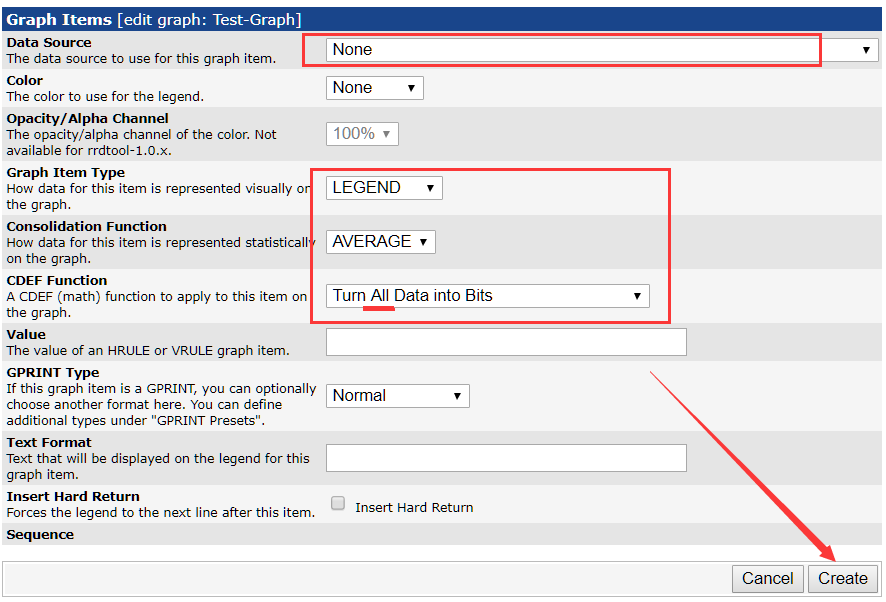 Graph Items [edit graph: Test-Graph]
Data Source
The data source to use for this graph item.
None
Color
The color to use for the legend.
None
Opacity/Alpha Channel
The opacity/alpha channel of the color. Not
available for rrdtool-1.0.x.
100%
Graph Item Type
How data for this item is represented visually on
the graph.
LEGEND
Consolidation Function
How data for this item is represented statistically
on the graph.
AVERAGE
CDEF Function
A CDEF (math) function to apply to this item on
the graph.
Turn All Data into Bits
Value
The value of an HRULE or VRULE graph item.
GPRINT Type
If this graph item is a GPRINT, you can optionally
choose another format here. You can define
additional types under "GPRINT Presets".
Normal
Text Format
Text that will be displayed on the legend for this
graph item.
Insert Hard Return
Forces the legend to the next line after this item.
Insert Hard Return
Sequence
Cancel
Create